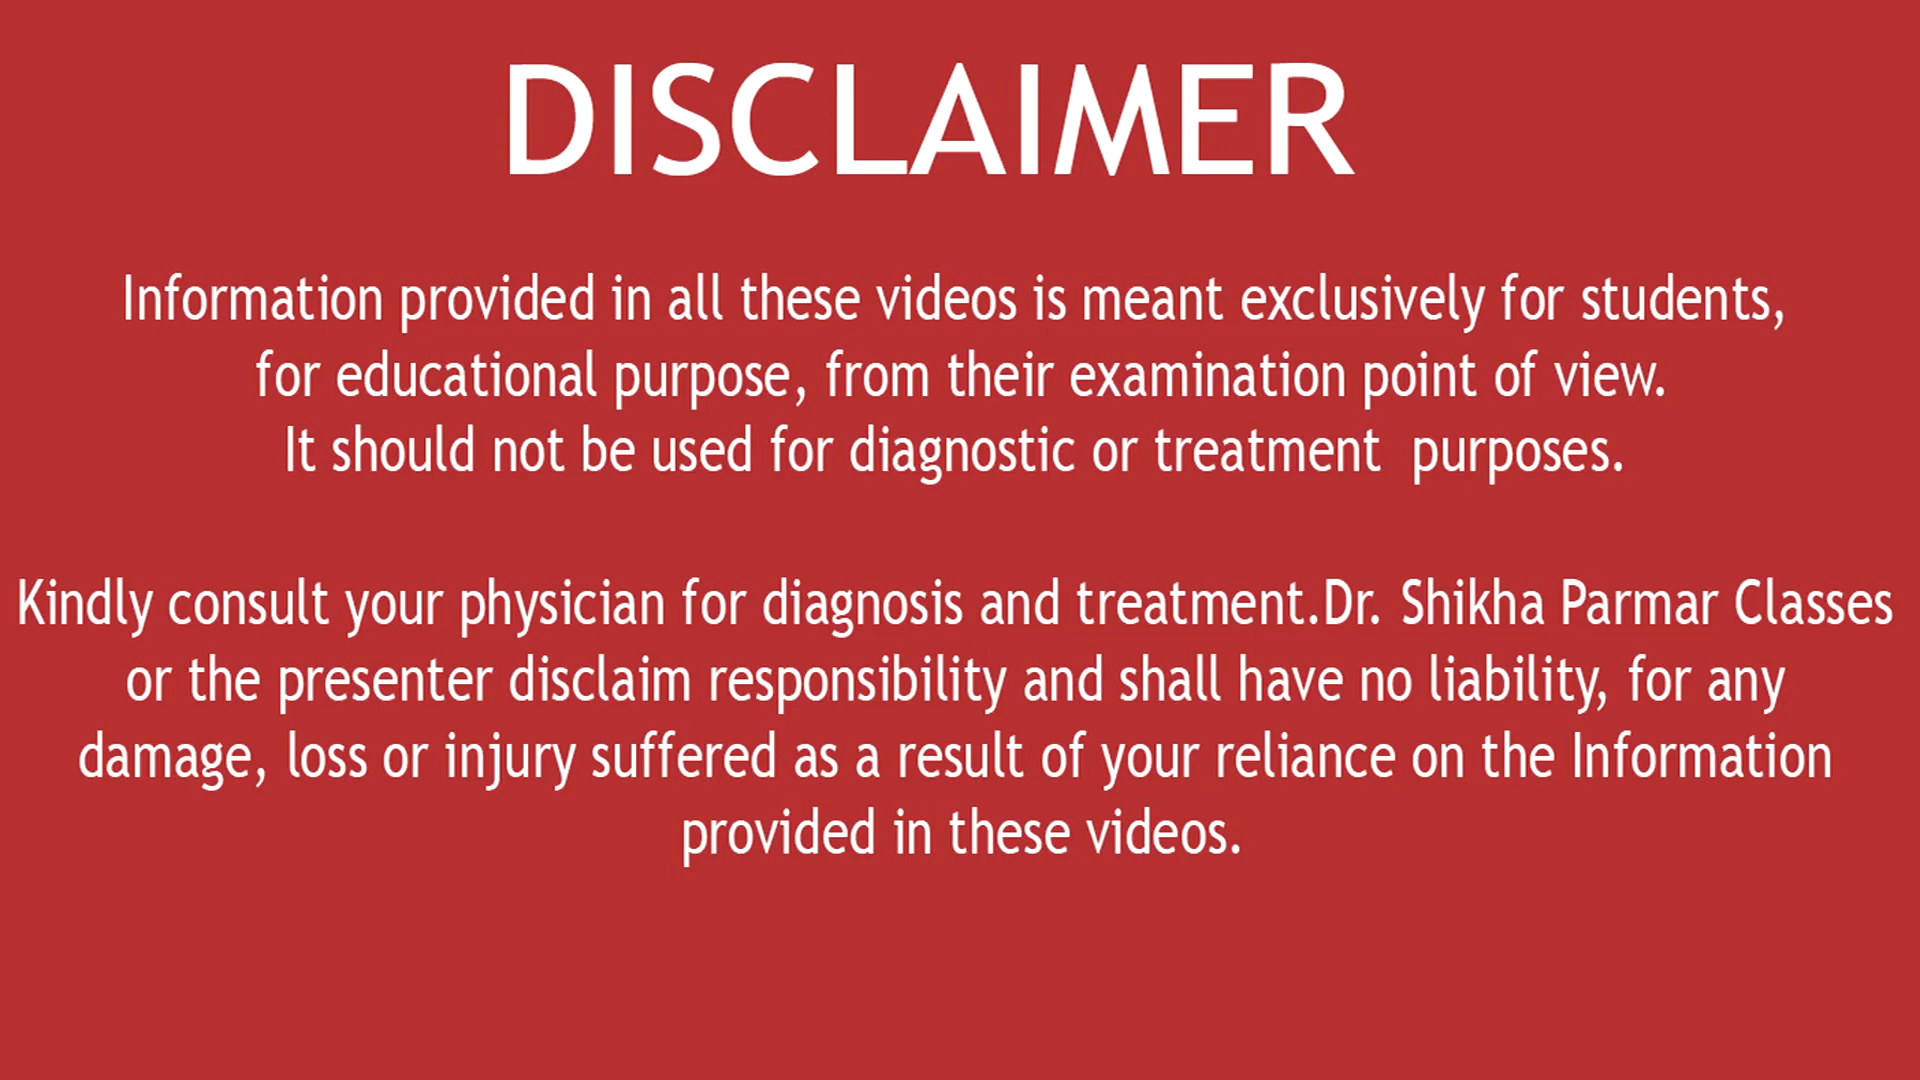 DISCLAIMER
Information provided in all these videos is meant exclusively for students,
for educational purpose, from their examination point of view.
It should not be used for diagnostic or treatment  purposes.
Kindly consult your physician for diagnosis and treatment.Dr. Shikha Parmar Classes
or the presenter disclaim responsibility and shall have no liability, for any
damage, loss or injury suffered as a result of your reliance on the Information
provided in these videos.